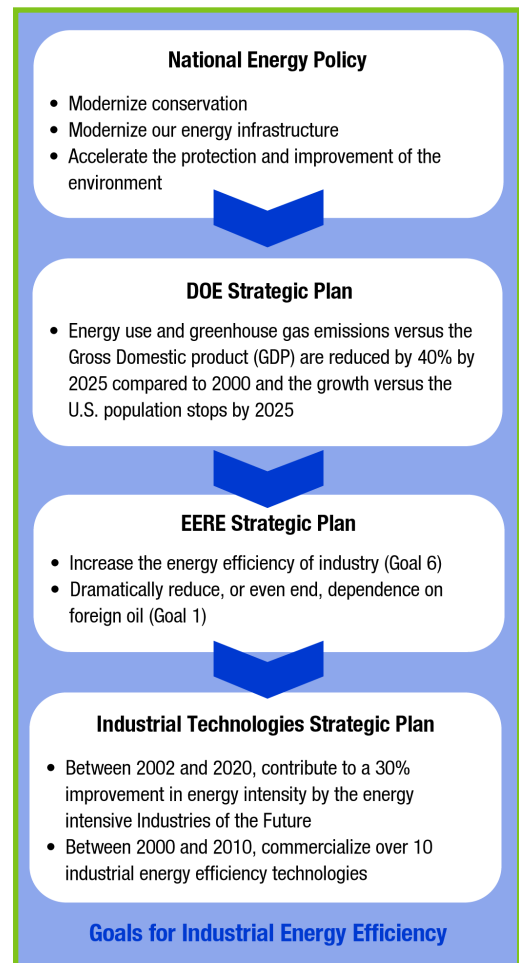 National Energy Policy
• Modernize conservation
• Modernize our energy infrastructure
• Accelerate the protection and improvement of the
environment
DOE Strategic Plan
• Energy use and greenhouse gas emissions versus the
Gross Domestic product (GDP) are reduced by 40% by
2025 compared to 2000 and the growth versus the
U.S. population stops by 2025
EERE Strategic Plan
• Increase the energy efficiency of industry (Goal 6)
• Dramatically reduce, or even end, dependence on
foreign oil (Goal 1)
Industrial Technologies Strategic Plan
• Between 2002 and 2020, contribute to a 30%
improvement in energy intensity by the energy
intensive Industries of the Future
• Between 2000 and 2010, commercialize over 10
industrial energy efficiency technologies
Goals for Industrial Energy Efficiency